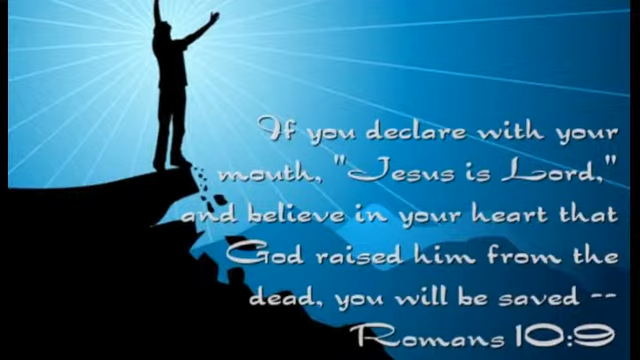 If you declare with your
mouth, "Jesus is Lord,"
and believe in your heart that
God raised him from the
dead, you will be saved --
Romans 10:9